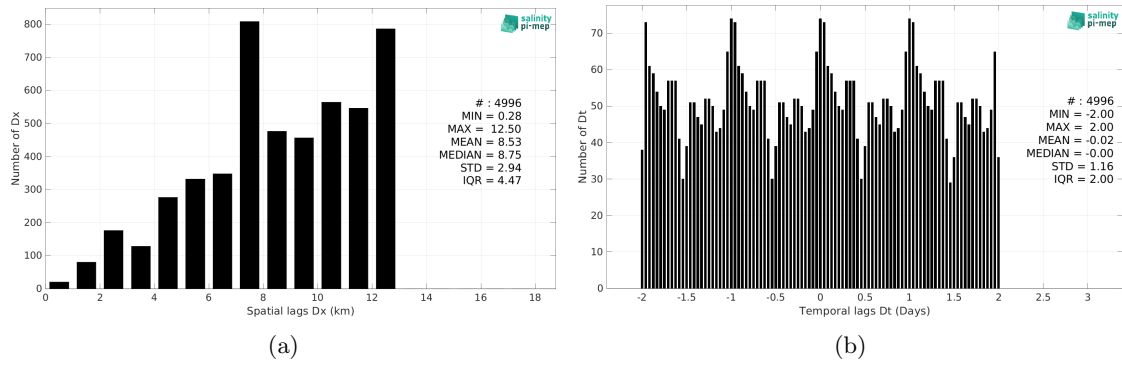 salinity
pi-mep
Number of Dx
800
700
600
500
400
300
200
100
0
# : 4996
MIN = 0.28
MAX = 12.50
MEAN = 8.53
MEDIAN = 8.75
STD = 2.94
IQR = 4.47
0 2 4 6 8 10 12 14 16 18
Spatial lags Dx (km)
(a)
salinity
pi-mep
Number of Dt
70
60
50
40
30
20
10
0
# : 4996
MIN = -2.00
MAX = 2.00
MEAN = -0.02
MEDIAN = -0.00
STD = 1.16
IQR = 2.00
-2 -1.5 -1 -0.5 0 0.5 1 1.5 2 2.5 3
Temporal lags Dt (Days)
(b)